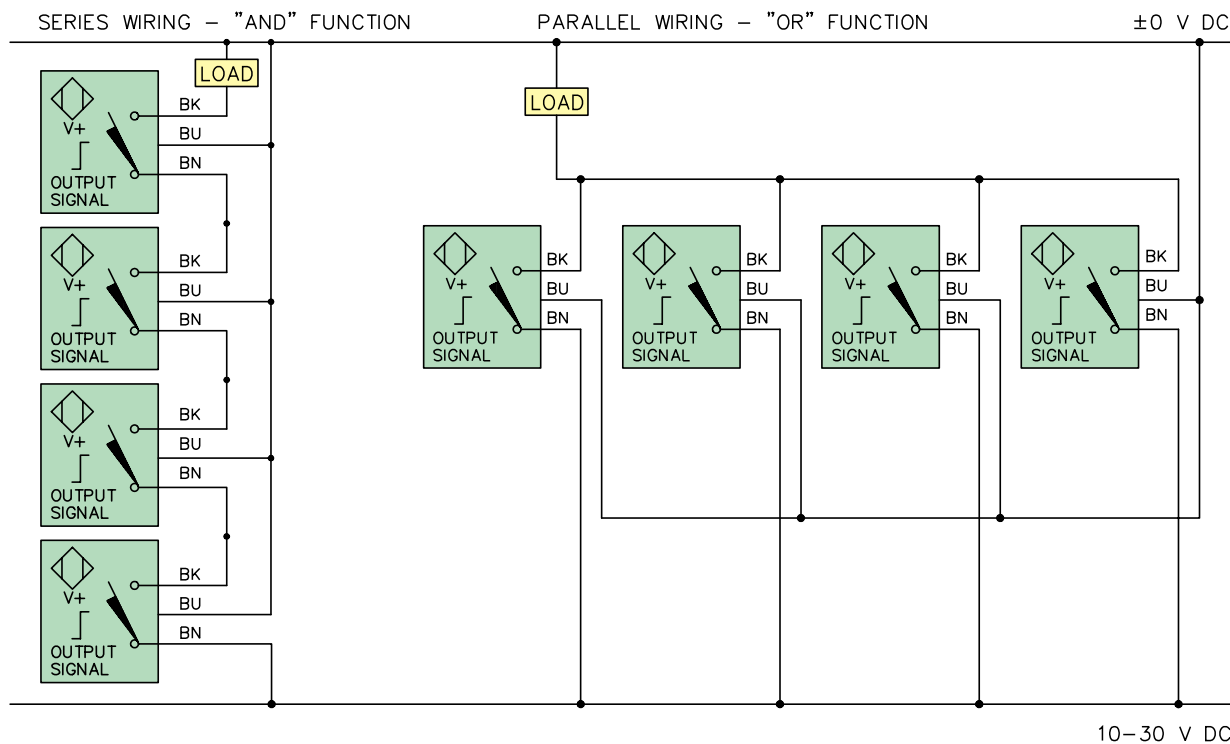 SERIES WIRING - "AND" FUNCTION
PARALLEL WIRING - "OR" FUNCTION
±0 V DC
LOAD
BK
V+
BU
BN
OUTPUT
SIGNAL
BK
V+
BU
BN
OUTPUT
SIGNAL
BK
V+
BU
BN
OUTPUT
SIGNAL
BK
V+
BU
BN
OUTPUT
SIGNAL
LOAD
BK
V+
BU
BN
OUTPUT
SIGNAL
BK
V+
BU
BN
OUTPUT
SIGNAL
BK
V+
BU
BN
OUTPUT
SIGNAL
BK
V+
BU
BN
OUTPUT
SIGNAL
10-30 V DC